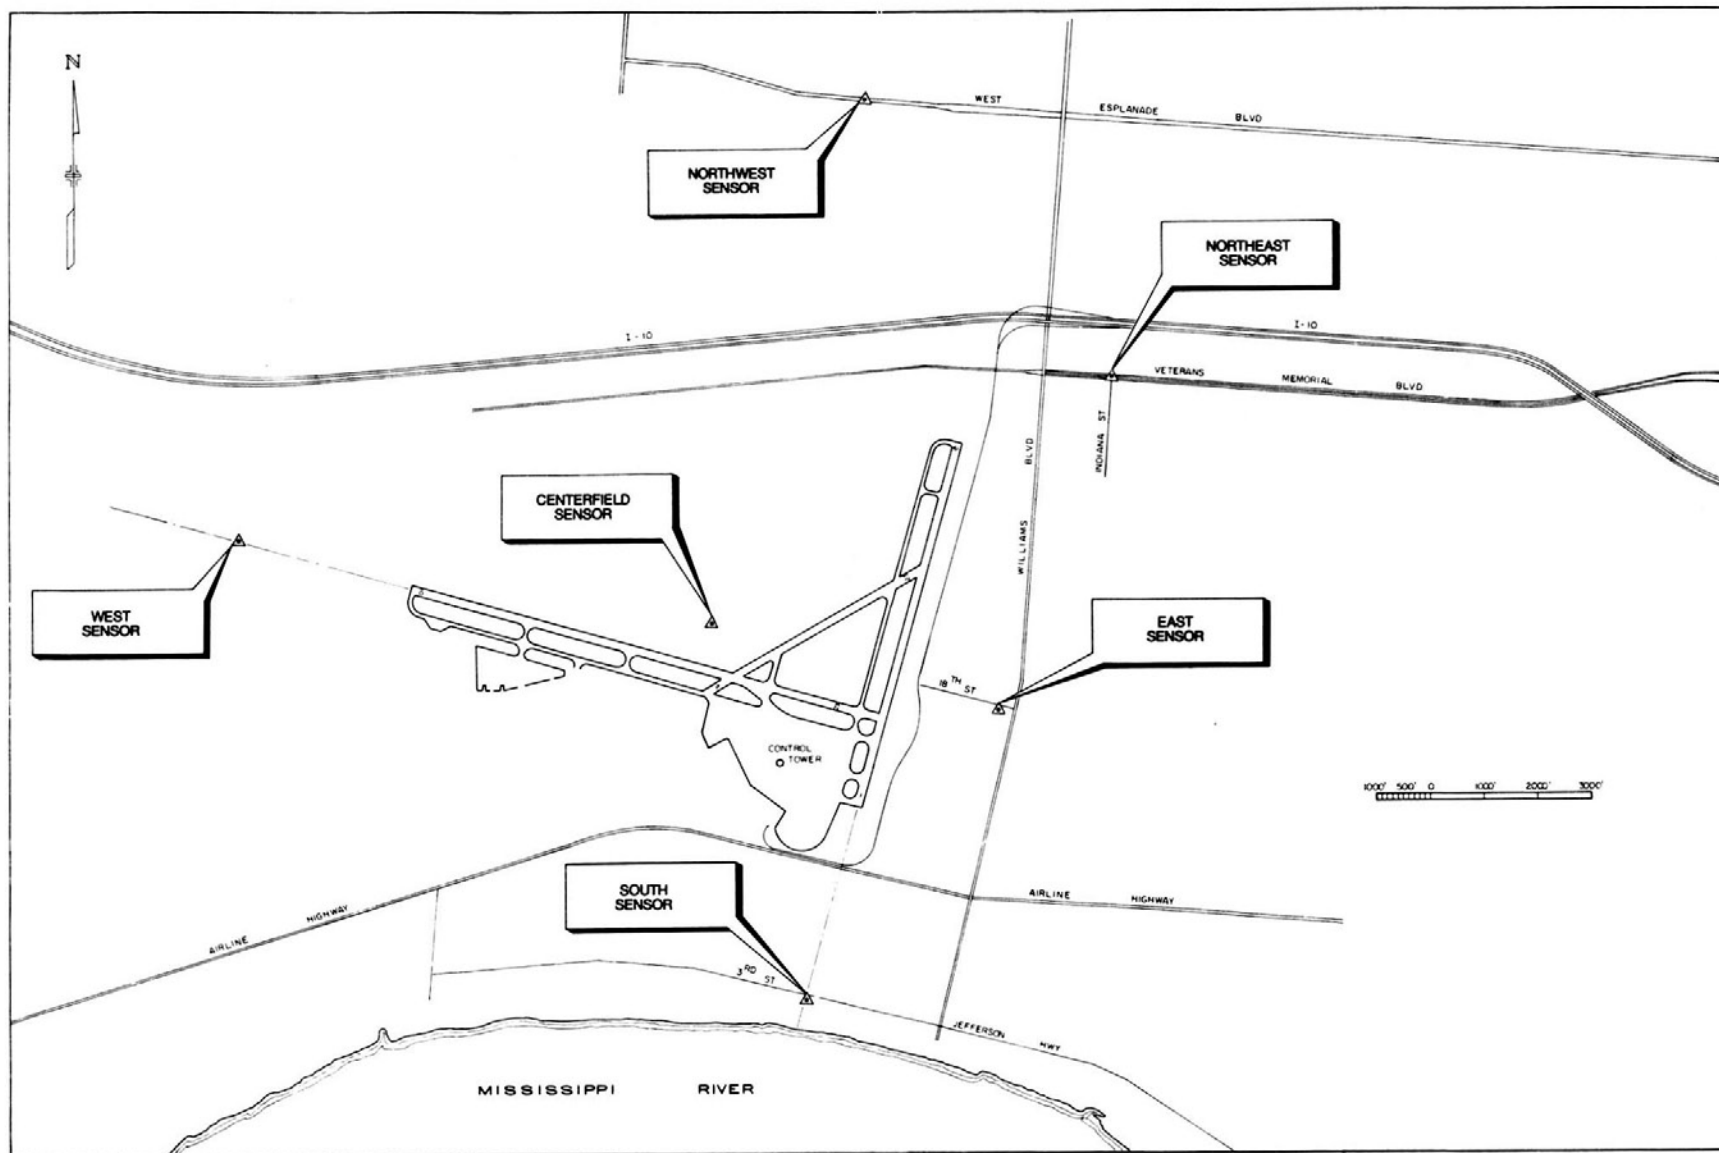 N
WEST ESPLANADE BLVD
NORTHWEST
SENSOR
NORTHEAST
SENSOR
I-10
I-10
VETERANS MEMORIAL BLVD
INDIANA ST
WILLIAMS BLVD
CENTERFIELD
SENSOR
WEST
SENSOR
EAST
SENSOR
18TH ST
CONTROL
TOWER
1000' 500' 0 1000' 2000' 3000'
SOUTH
SENSOR
AIRLINE HIGHWAY
AIRLINE HIGHWAY
3RD ST
JEFFERSON HWY
MISSISSIPPI RIVER